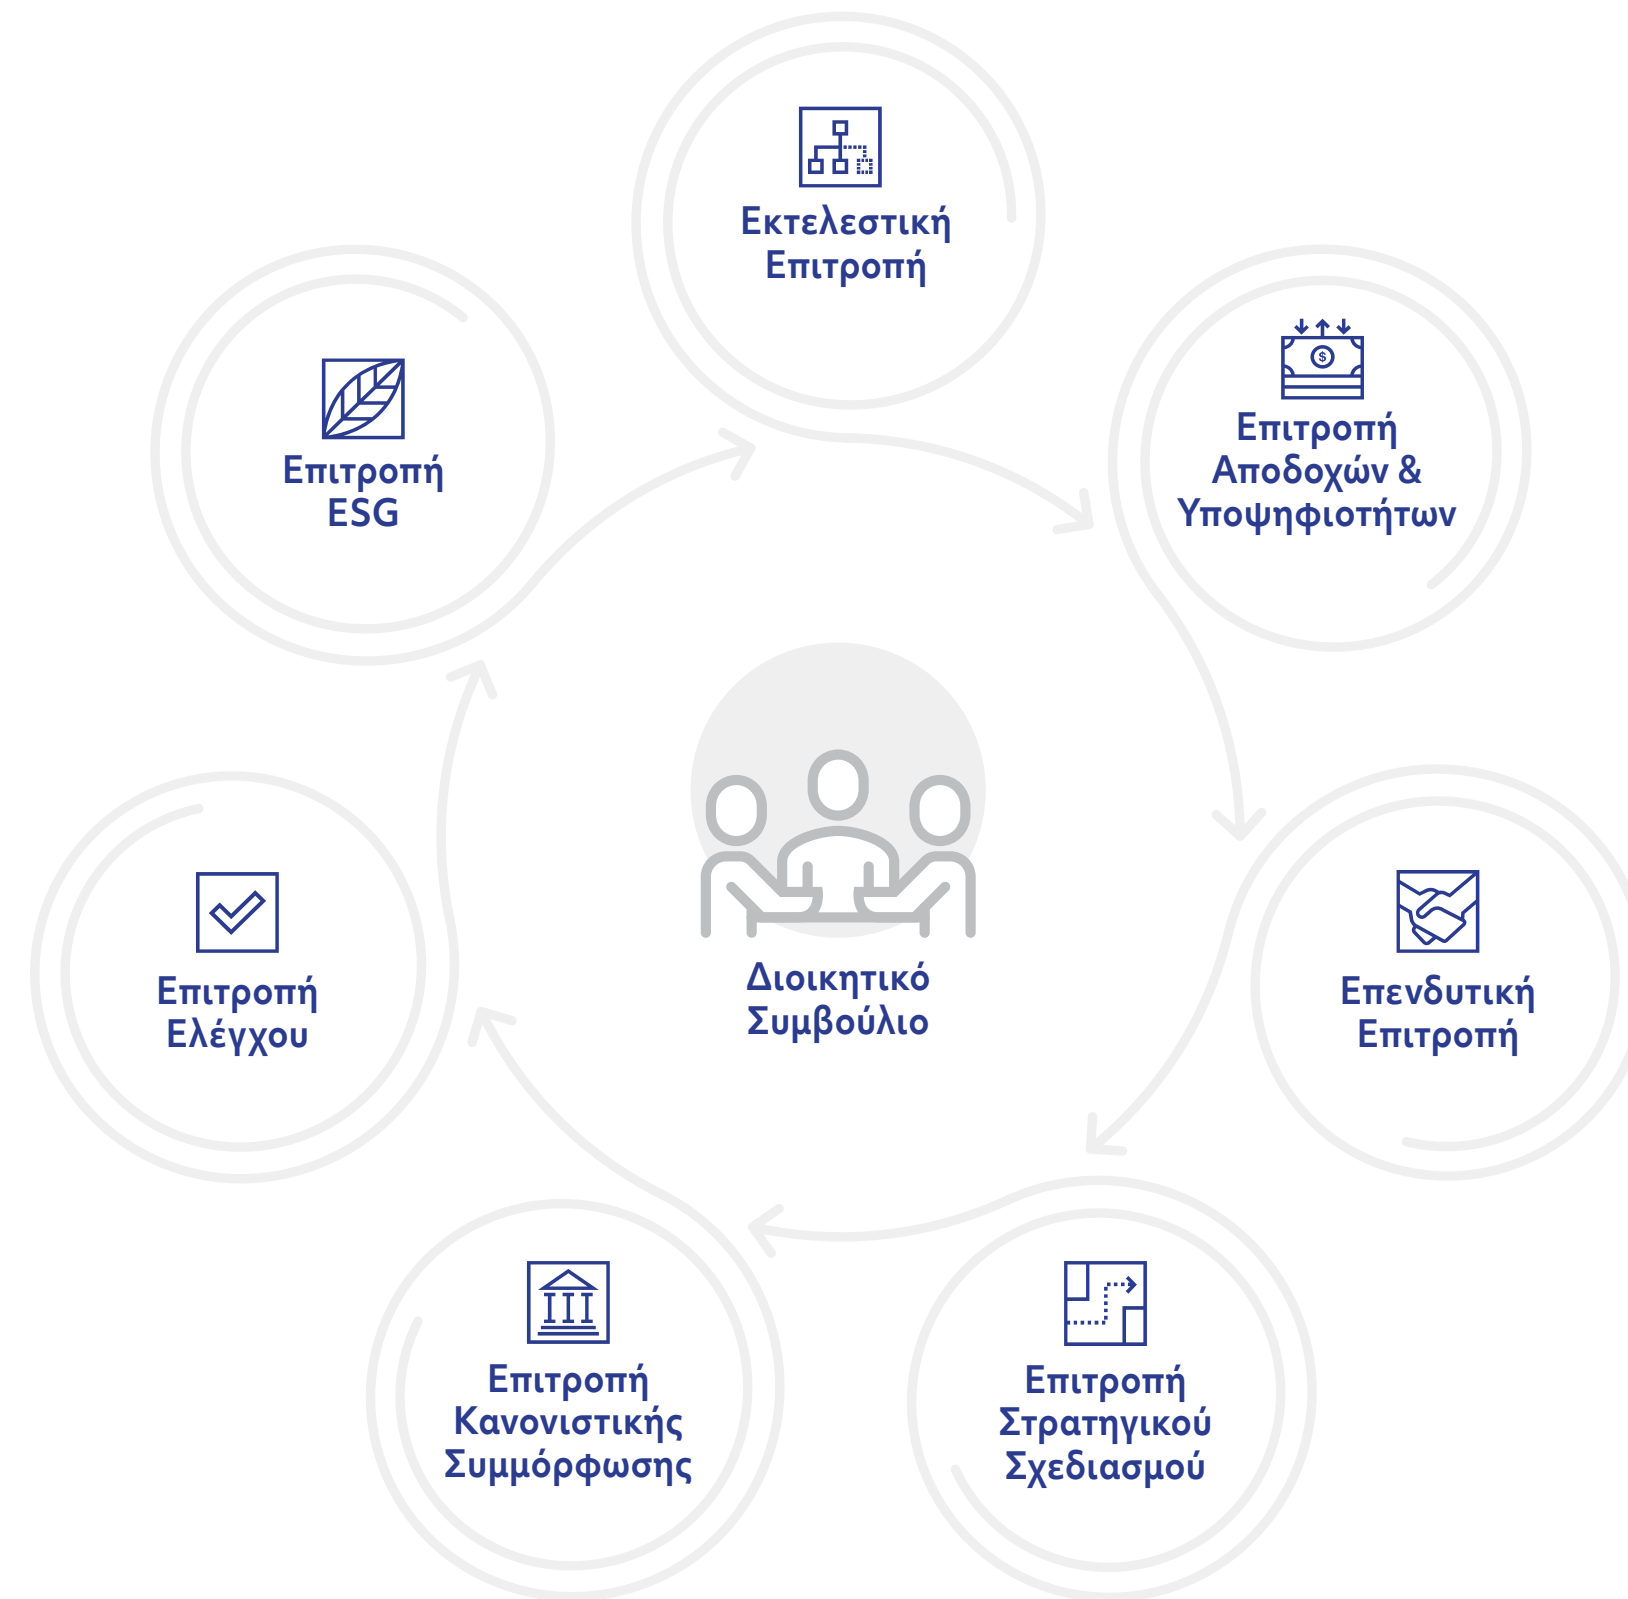 Εκτελεστική
Επιτροπή
$
Επιτροπή
Αποδοχών &
Υποψηφιοτήτων
Επιτροπή
ESG
Διοικητικό
Συμβούλιο
Επενδυτική
Επιτροπή
Επιτροπή
Ελέγχου
Επιτροπή
Στρατηγικού
Σχεδιασμού
Επιτροπή
Κανονιστικής
Συμμόρφωσης